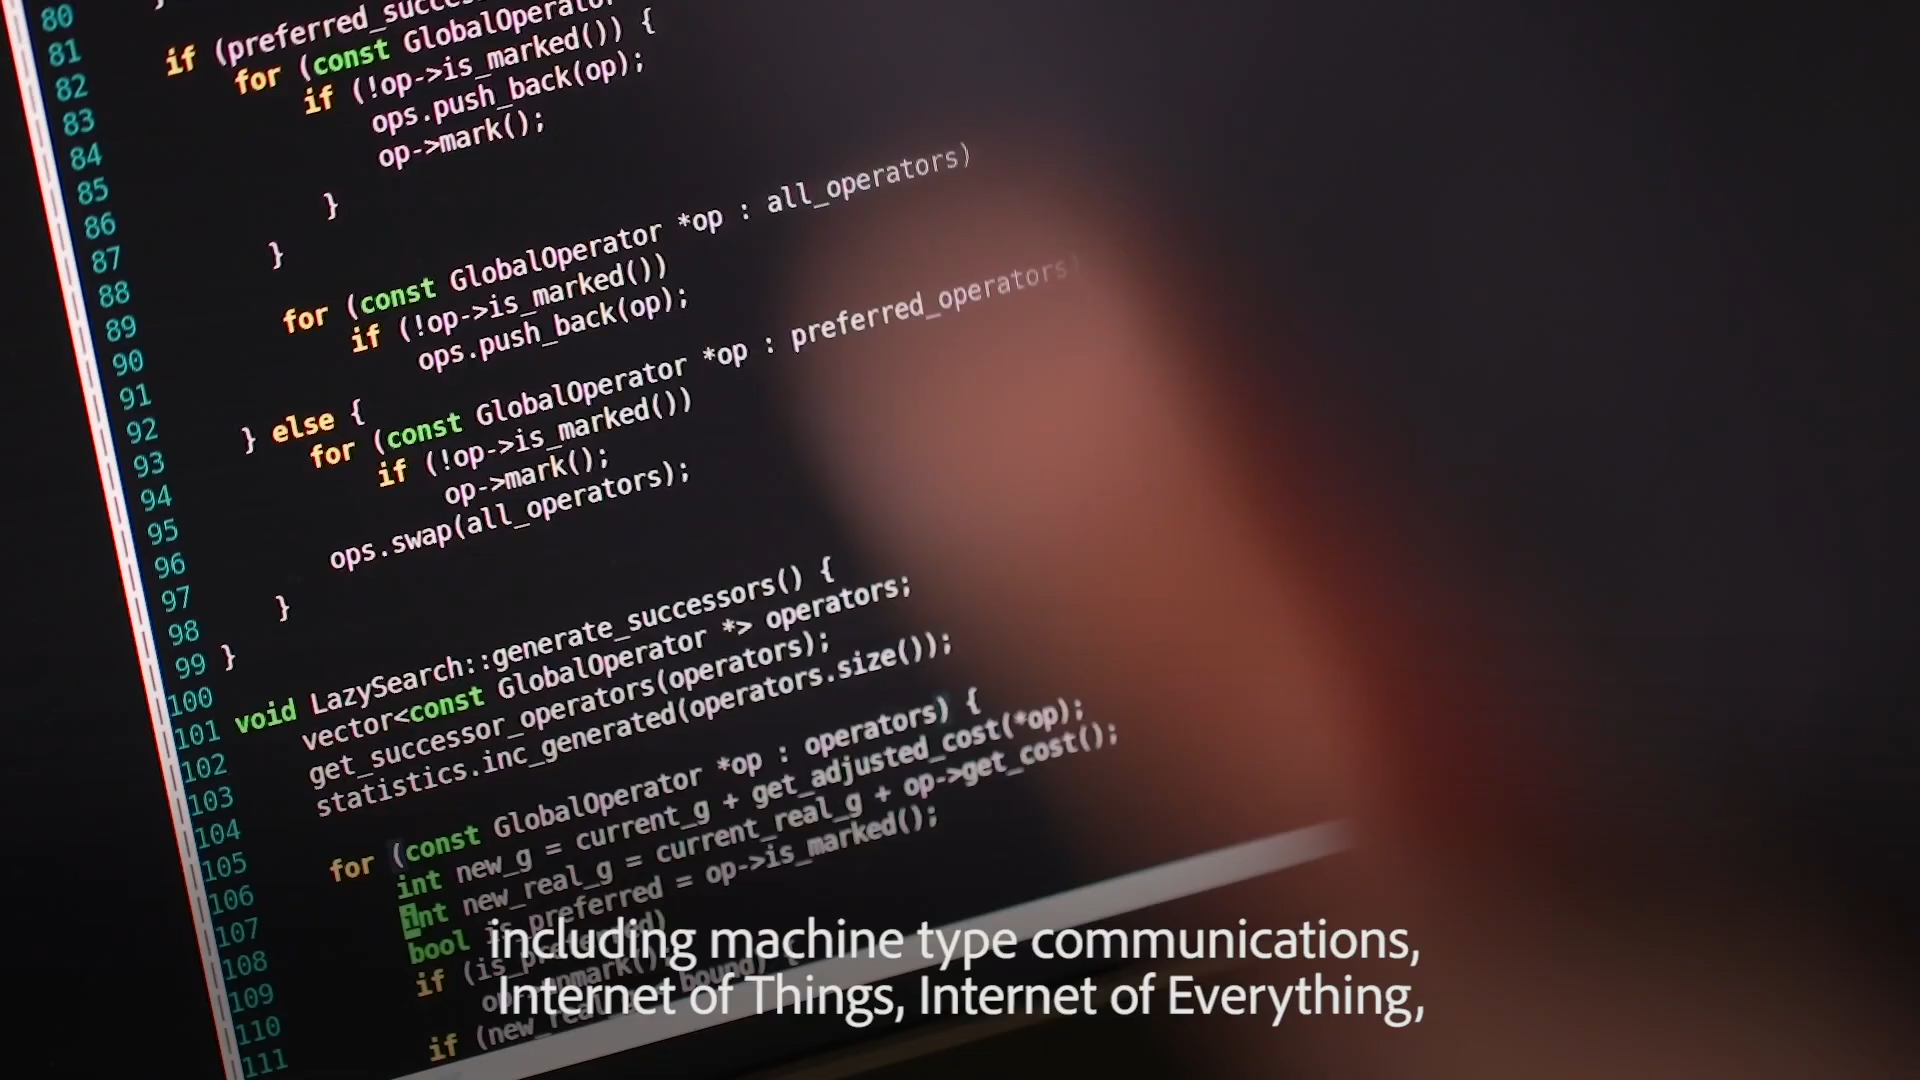 80 }
81 if (preferred_succes
82 for (const GlobalOperato
83 if (!op->is_marked()) {
84 ops.push_back(op);
85 op->mark();
86 }
87 }
88 for (const GlobalOperator *op : all_operators)
89 if (!op->is_marked())
90 ops.push_back(op);
91 } else {
92 for (const GlobalOperator *op : preferred_operators)
93 if (!op->is_marked())
94 op->mark();
95 ops.swap(all_operators);
96 }
97 }
98
99
100 void LazySearch::generate_successors() {
101 vector<const GlobalOperator *> operators;
102 get_successor_operators(operators);
103 statistics.inc_generated(operators.size());
104
105 for (const GlobalOperator *op : operators) {
106 int new_g = current_g + get_adjusted_cost(*op);
107 int new_real_g = current_real_g + op->get_cost();
108 bool is_preferred = op->is_marked();
109 if (is_preferred)
110
111 if (new_real_g bound) {
including machine type communications,
Internet of Things, Internet of Everything,